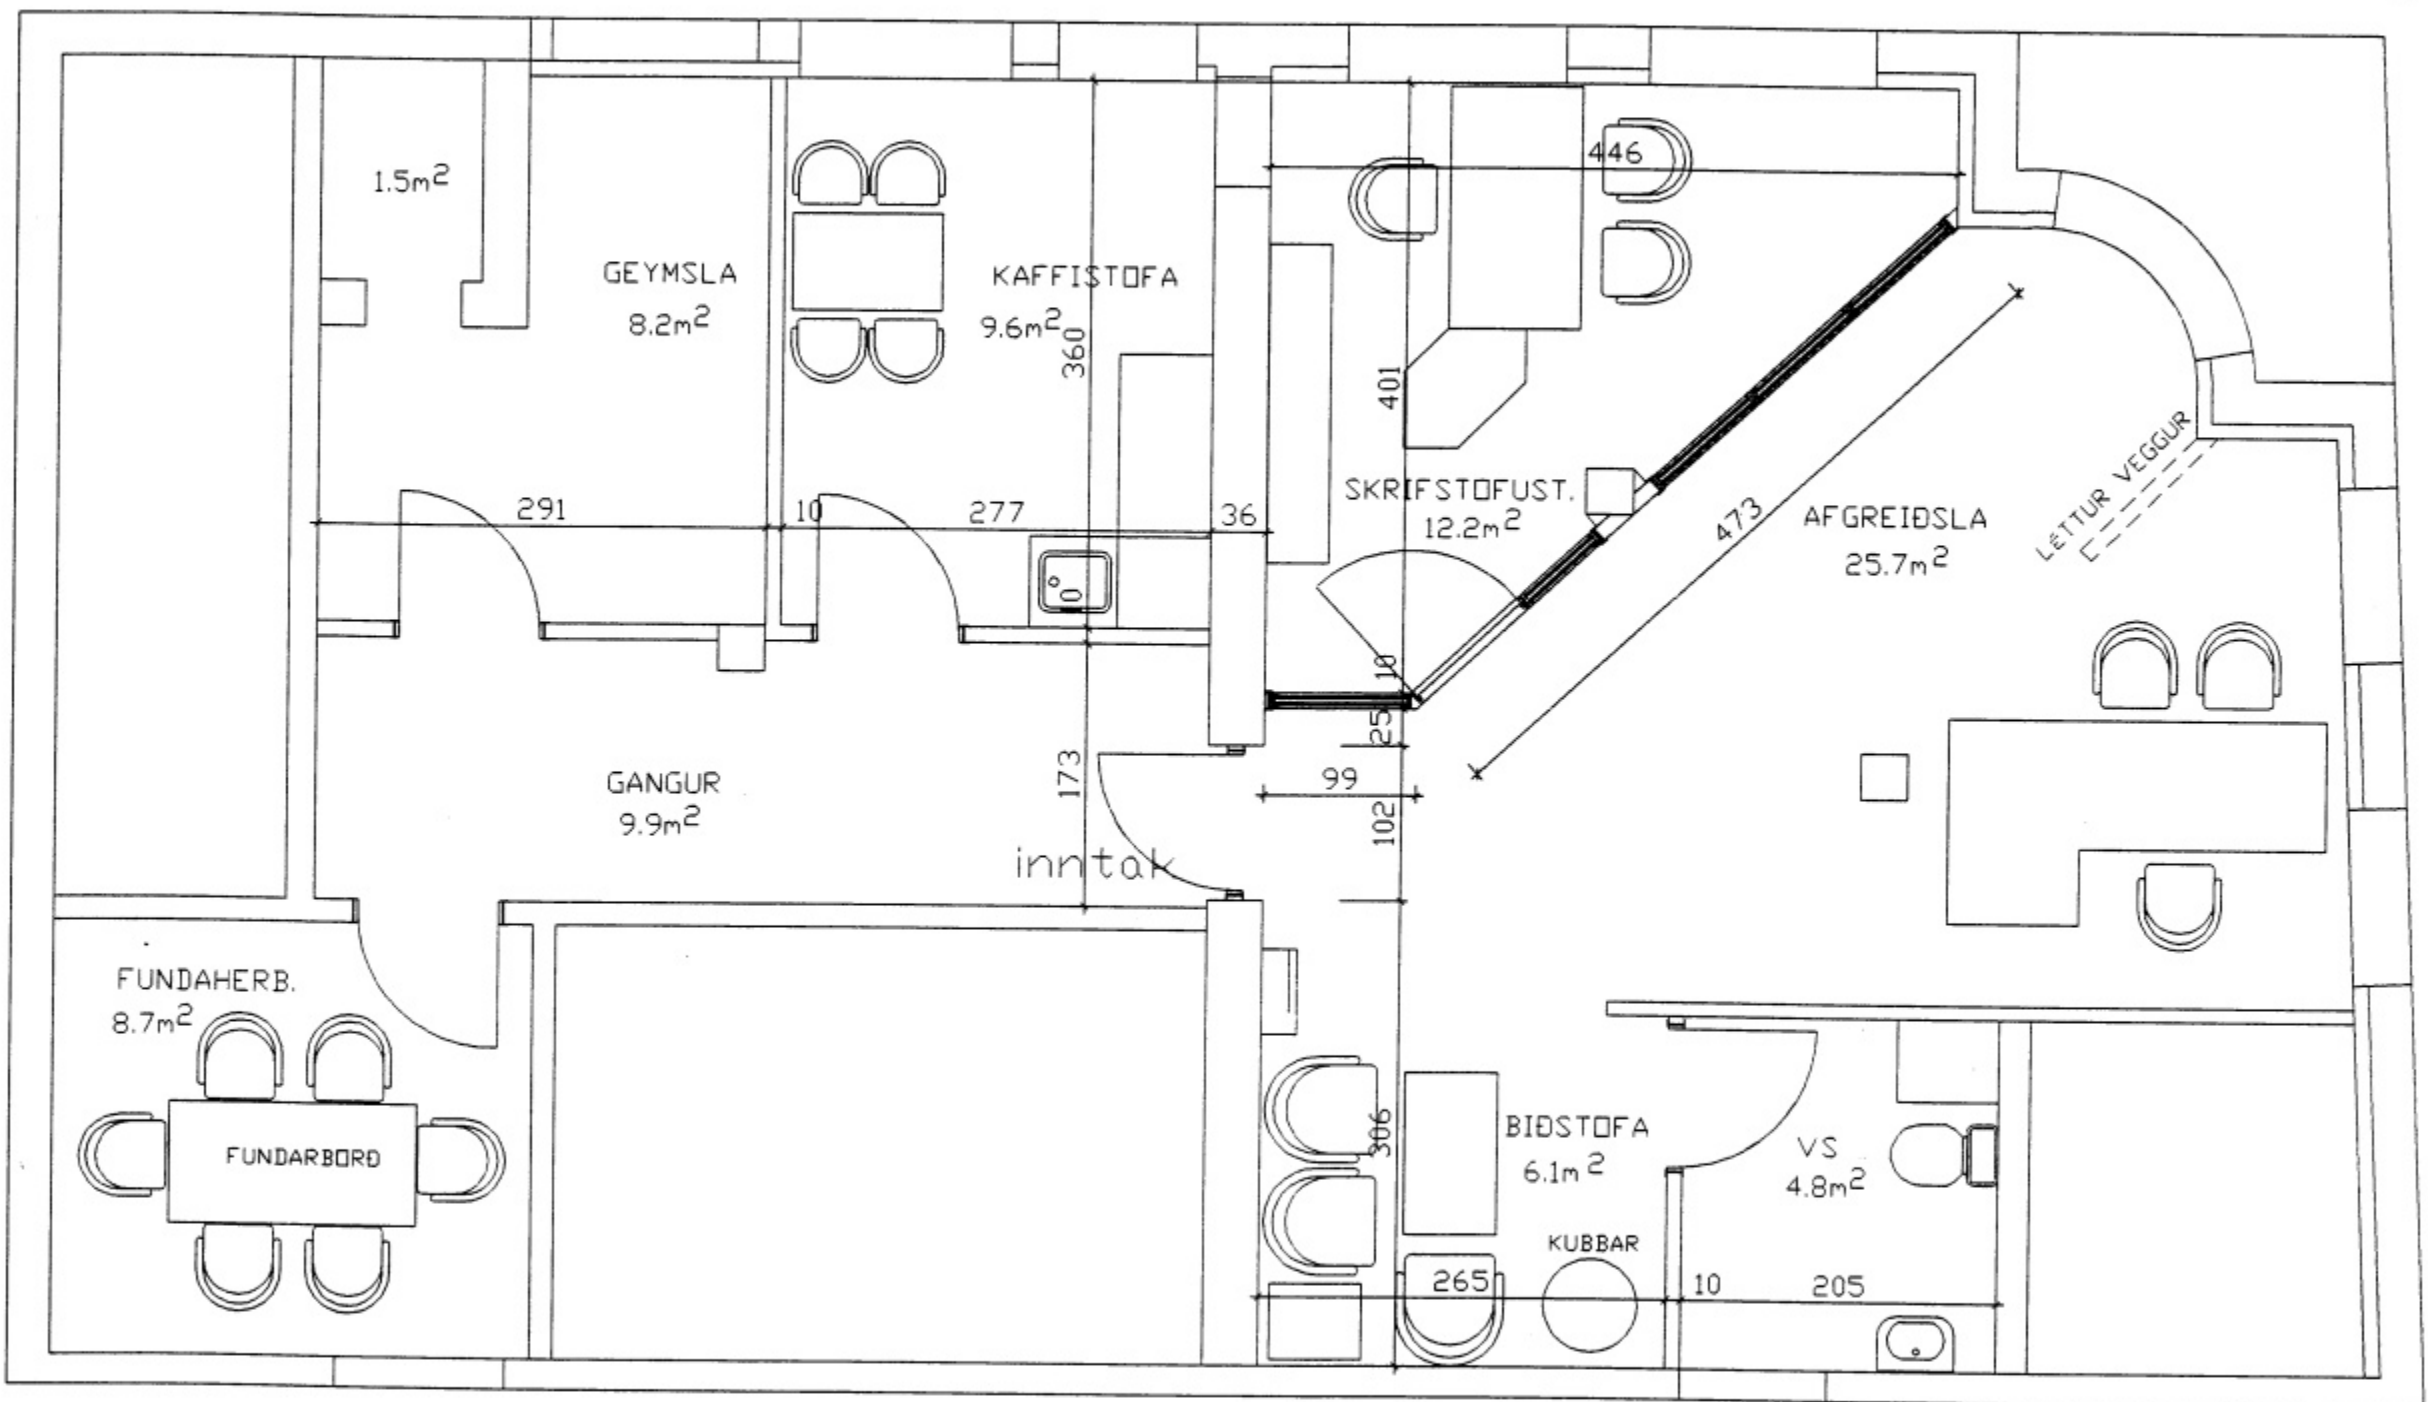 1.5m²
446
GEYMSLA
8.2m²
KAFFISTOFA
9.6m²
360
401
291
10
277
36
SKRIFSTOFUST.
12.2m²
473
AFGREIÐSLA
25.7m²
LÉTTUR VEGGUR
10
25
GANGUR
9.9m²
173
99
102
inntak
FUNDAHERB.
8.7m²
FUNDARBORÐ
306
BIÐSTOFA
6.1m²
VS
4.8m²
KUBBAR
265
10
205